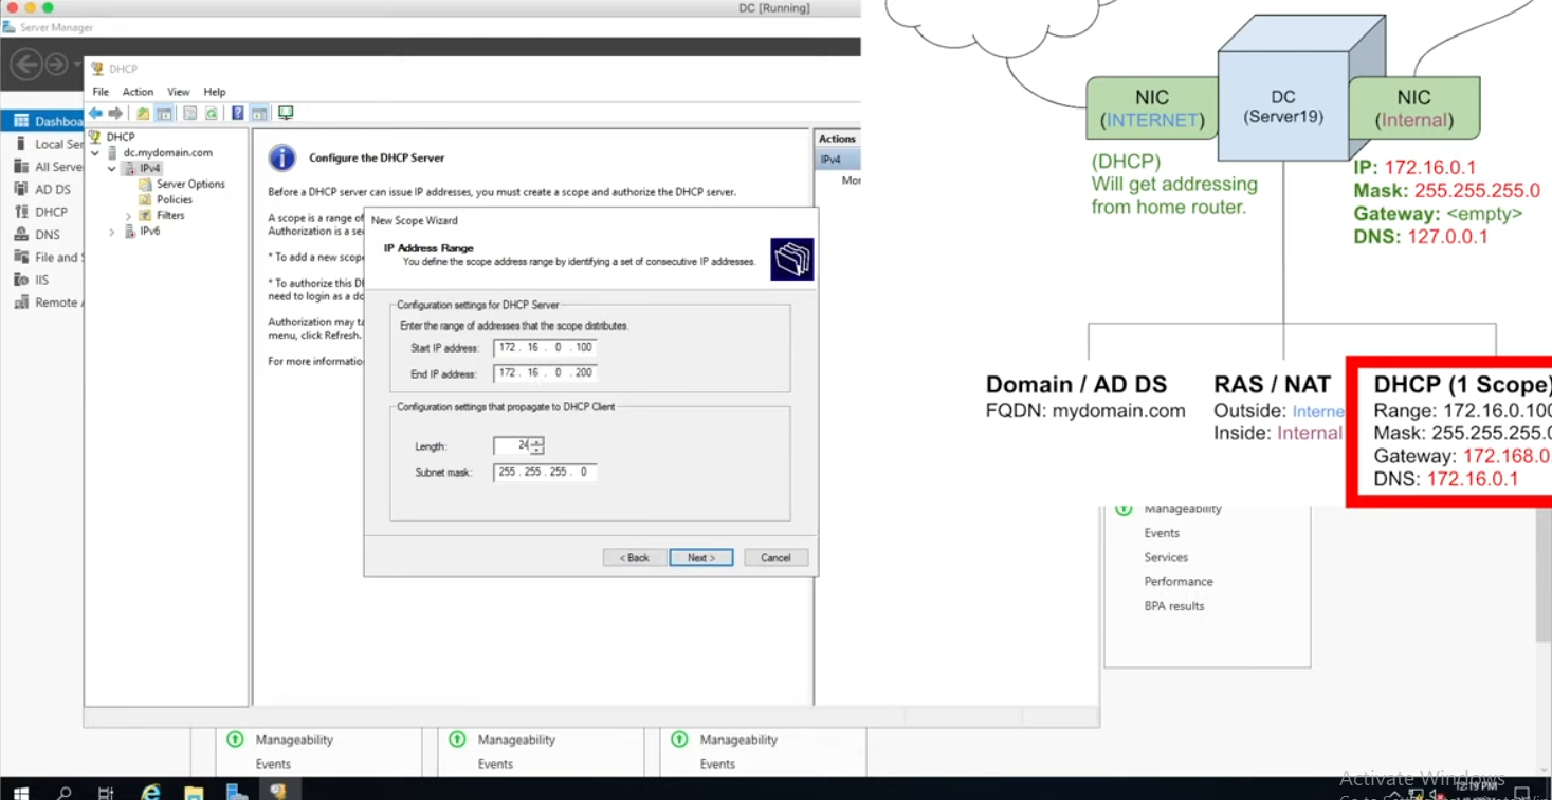 DC [Running]
Server Manager
DHCP
File Action View Help
Dashboa
Local Ser
All Serve
AD DS
DHCP
DNS
File and S
IIS
Remote A
DHCP
dc.mydomain.com
IPv4
Server Options
Policies
Filters
IPv6
Configure the DHCP Server
Before a DHCP server can issue IP addresses, you must create a scope and authorize the DHCP server.
A scope is a range of
Authorization is a se
* To add a new scope
* To authorize this D
need to login as a do
Authorization may ta
menu, click Refresh.
For more informatio
Actions
IPv4
Mor
New Scope Wizard
IP Address Range
You define the scope address range by identifying a set of consecutive IP addresses.
Configuration settings for DHCP Server
Enter the range of addresses that the scope distributes.
Start IP address: 172 . 16 . 0 . 100
End IP address: 172 . 16 . 0 . 200
Configuration settings that propagate to DHCP Client
Length: 24
Subnet mask: 255 . 255 . 255 . 0
< Back Next > Cancel
NIC
(INTERNET)
DC
(Server19)
NIC
(Internal)
(DHCP)
Will get addressing
from home router.
IP: 172.16.0.1
Mask: 255.255.255.0
Gateway: <empty>
DNS: 127.0.0.1
Domain / AD DS
FQDN: mydomain.com
RAS / NAT
Outside: Interne
Inside: Internal
DHCP (1 Scope)
Range: 172.16.0.100
Mask: 255.255.255.0
Gateway: 172.168.0
DNS: 172.16.0.1
Manageability
Events
Services
Performance
BPA results
Manageability
Events
Manageability
Events
Manageability
Events
Activate Windows
12:19 PM